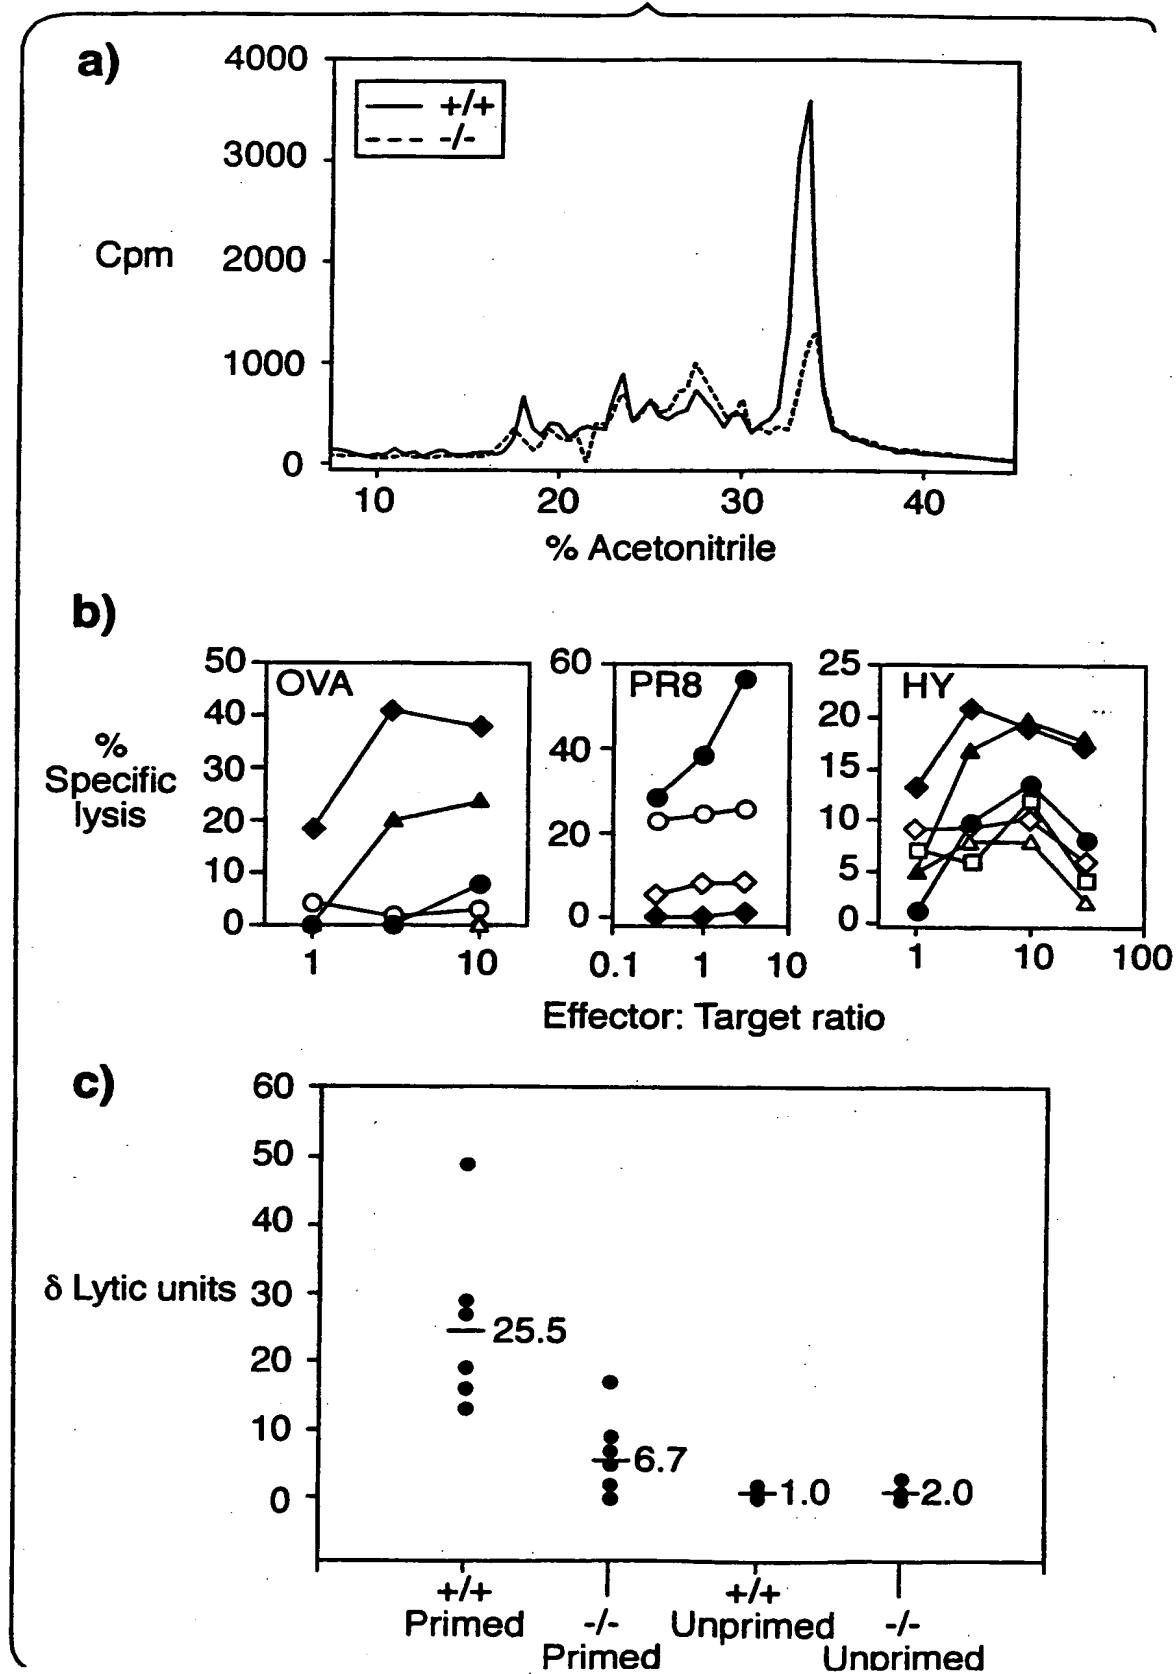 a)
4000
3000
2000
1000
0
Cpm
+/+
-/-
10 20 30 40
% Acetonitrile
b)
% Specific lysis
OVA
50
40
30
20
10
0
1 10
PR8
60
40
20
0
0.1 1 10
HY
25
20
15
10
5
0
1 10 100
Effector: Target ratio
c)
60
50
40
30
20
10
0
δ Lytic units
25.5
6.7
1.0
2.0
+/+
Primed
-/-
Primed
+/+
Unprimed
-/-
Unprimed